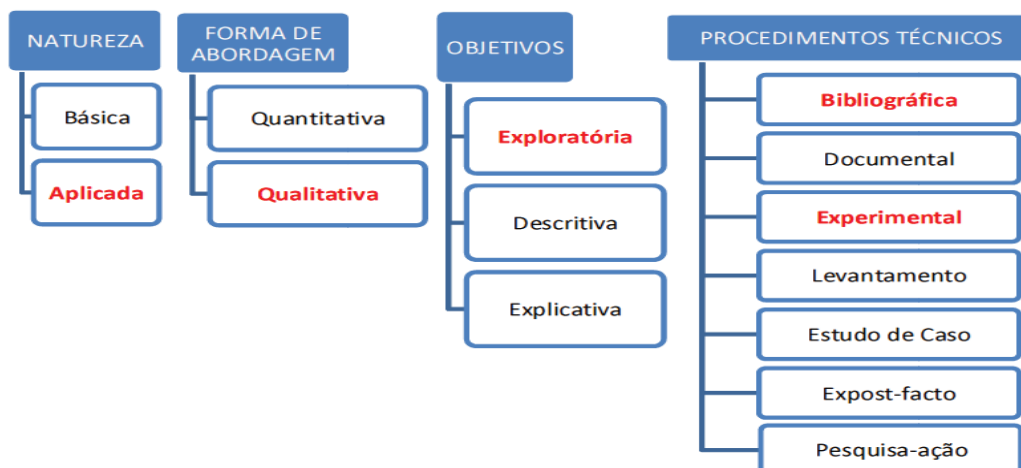 NATUREZA
Básica
Aplicada
FORMA DE
ABORDAGEM
Quantitativa
Qualitativa
OBJETIVOS
Exploratória
Descritiva
Explicativa
PROCEDIMENTOS TÉCNICOS
Bibliográfica
Documental
Experimental
Levantamento
Estudo de Caso
Expost-facto
Pesquisa-ação